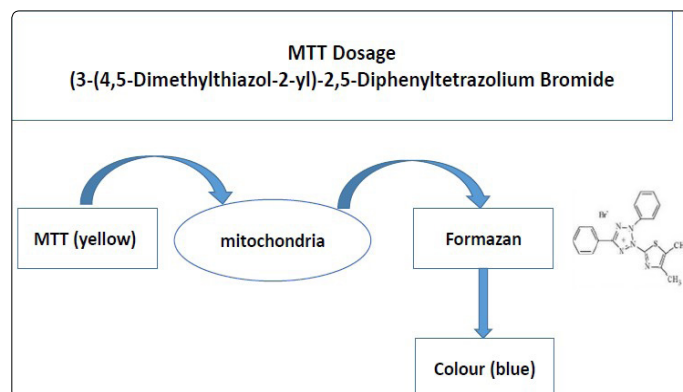 MTT Dosage
(3-(4,5-Dimethylthiazol-2-yl)-2,5-Diphenyltetrazolium Bromide
MTT (yellow)
mitochondria
Formazan
Colour (blue)
Br⁻
N
N
N
N
+
S
N
CH
CH₃